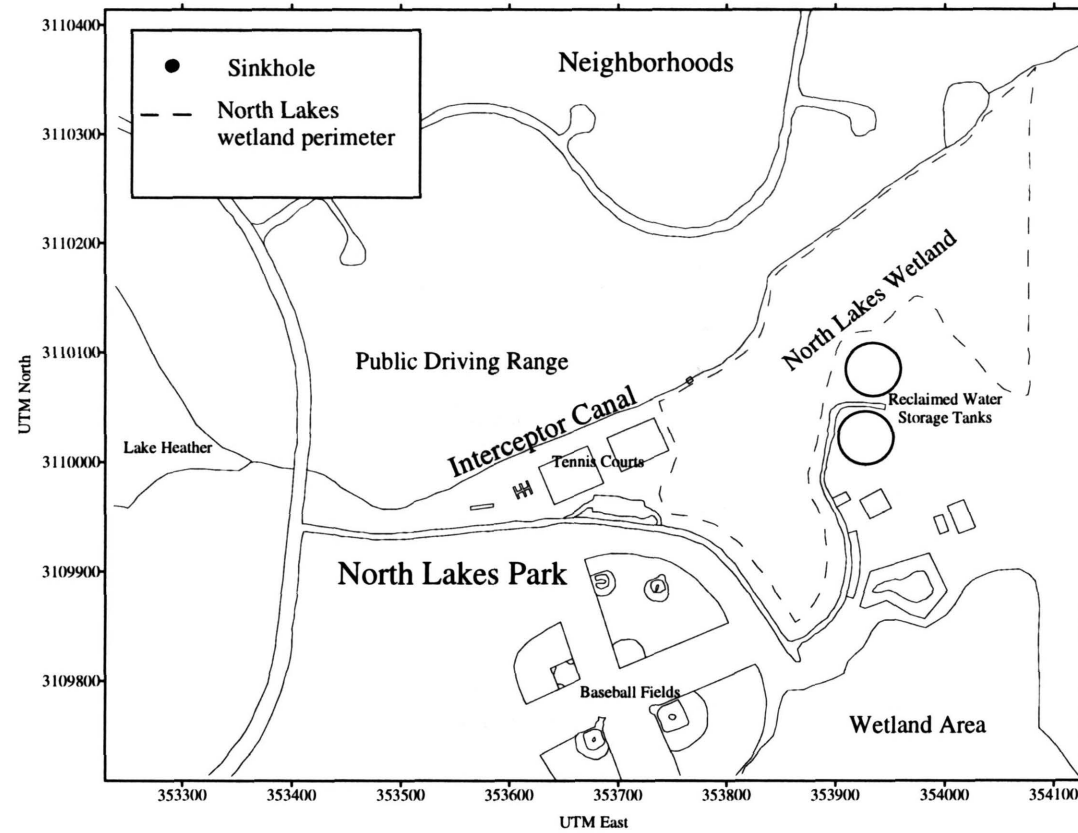 3110400
Sinkhole
Neighborhoods
North Lakes
wetland perimeter
3110300
3110200
North Lakes Wetland
3110100
Public Driving Range
UTM North
Reclaimed Water
Storage Tanks
Interceptor Canal
Lake Heather
3110000
Tennis Courts
North Lakes Park
3109900
3109800
Baseball Fields
Wetland Area
353300 353400 353500 353600 353700 353800 353900 354000 354100
UTM East